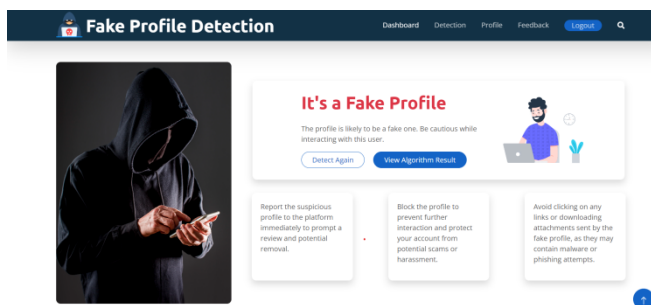 Fake Profile Detection
Dashboard Detection Profile Feedback Logout
It's a Fake Profile
The profile is likely to be a fake one. Be cautious while
interacting with this user.
Detect Again View Algorithm Result
Report the suspicious
profile to the platform
immediately to prompt a
review and potential
removal.
Block the profile to
prevent further
interaction and protect
your account from
potential scams or
harassment.
Avoid clicking on any
links or downloading
attachments sent by the
fake profile, as they may
contain malware or
phishing attempts.